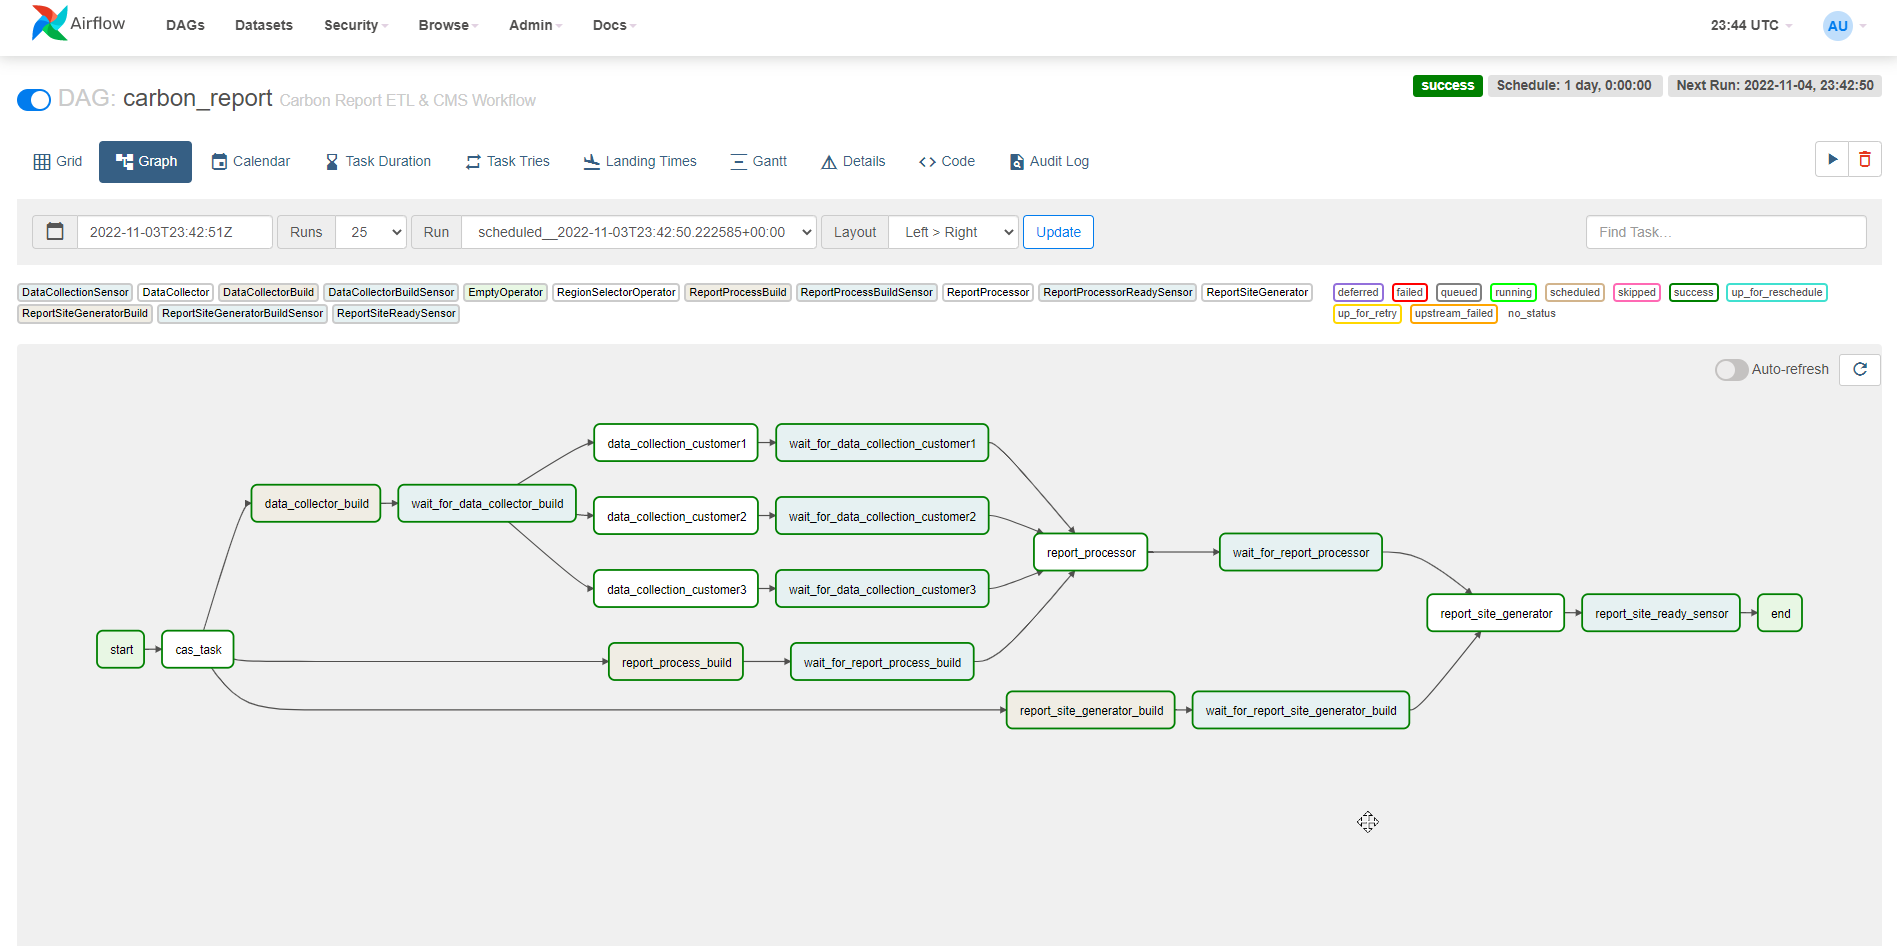 Airflow DAGs Datasets Security Browse Admin Docs 23:44 UTC AU
DAG: carbon_report Carbon Report ETL & CMS Workflow success Schedule: 1 day, 0:00:00 Next Run: 2022-11-04, 23:42:50
Grid Graph Calendar Task Duration Task Tries Landing Times Gantt Details Code Audit Log
2022-11-03T23:42:51Z Runs 25 Run scheduled__2022-11-03T23:42:50.222585+00:00 Layout Left > Right Update Find Task...
DataCollectionSensor DataCollector DataCollectorBuild DataCollectorBuildSensor EmptyOperator RegionSelectorOperator ReportProcessBuild ReportProcessBuildSensor ReportProcessor ReportProcessorReadySensor ReportSiteGenerator
ReportSiteGeneratorBuild ReportSiteGeneratorBuildSensor ReportSiteReadySensor
deferred failed queued running scheduled skipped success up_for_reschedule
up_for_retry upstream_failed no_status
Auto-refresh
data_collection_customer1 wait_for_data_collection_customer1
data_collector_build wait_for_data_collector_build
data_collection_customer2 wait_for_data_collection_customer2
report_processor wait_for_report_processor
data_collection_customer3 wait_for_data_collection_customer3
report_site_generator report_site_ready_sensor end
start cas_task
report_process_build wait_for_report_process_build
report_site_generator_build wait_for_report_site_generator_build